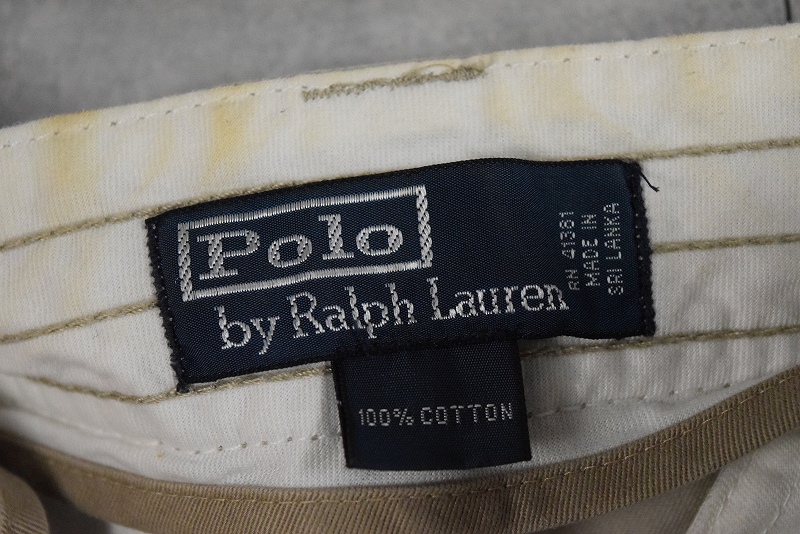 Polo
by Ralph Lauren
RN 41381
MADE IN
SRI LANKA
100% COTTON